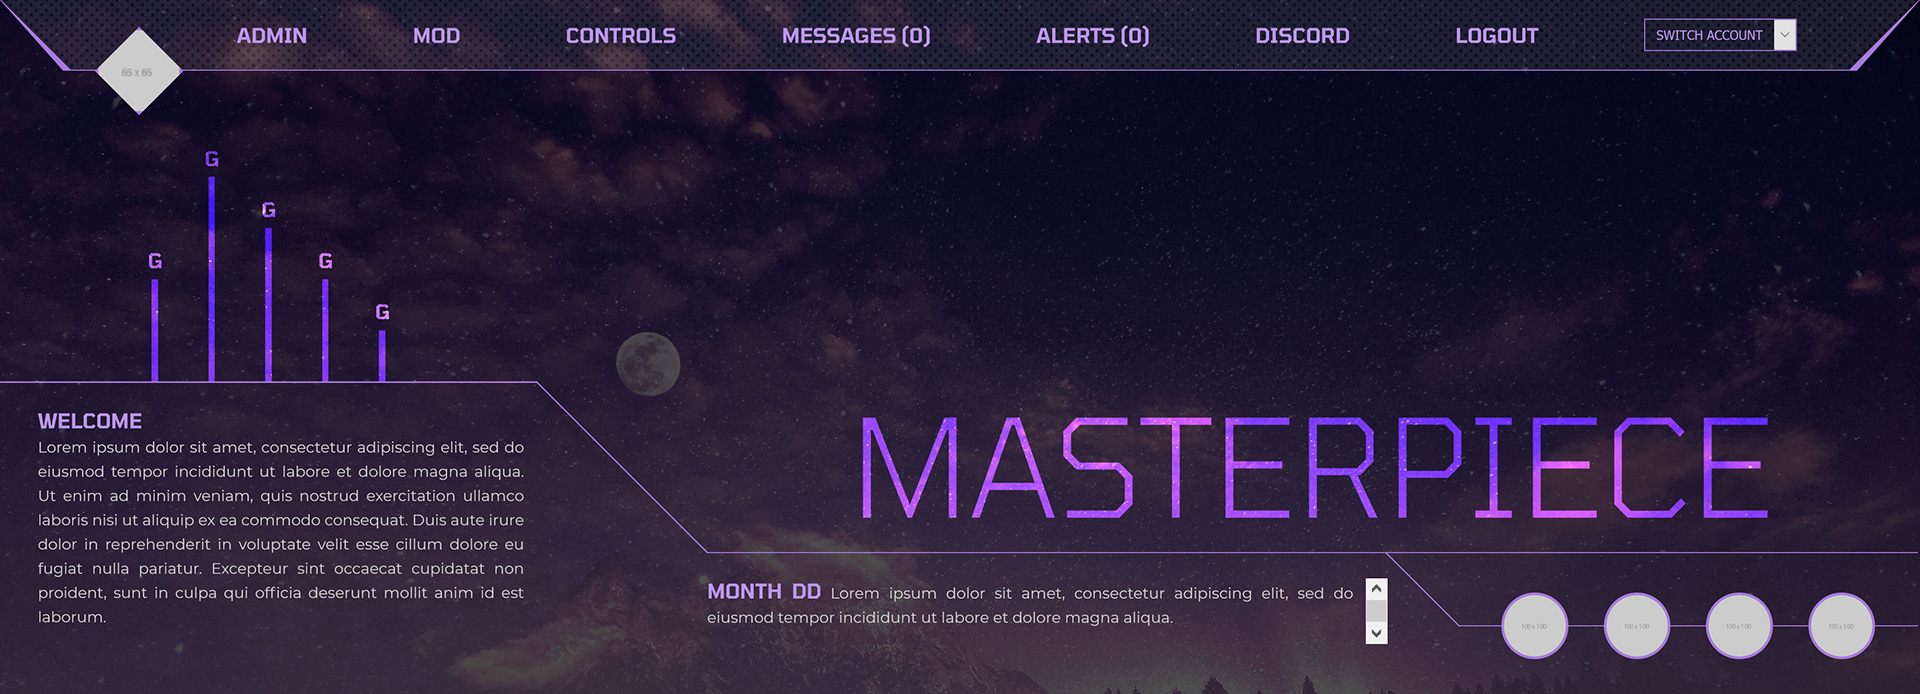 ADMIN MOD CONTROLS MESSAGES (0) ALERTS (0) DISCORD LOGOUT SWITCH ACCOUNT
65 x 65
G
G
G
G
G
WELCOME
Lorem ipsum dolor sit amet, consectetur adipiscing elit, sed do
eiusmod tempor incididunt ut labore et dolore magna aliqua.
Ut enim ad minim veniam, quis nostrud exercitation ullamco
laboris nisi ut aliquip ex ea commodo consequat. Duis aute irure
dolor in reprehenderit in voluptate velit esse cillum dolore eu
fugiat nulla pariatur. Excepteur sint occaecat cupidatat non
proident, sunt in culpa qui officia deserunt mollit anim id est
laborum.
MASTERPIECE
MONTH DD Lorem ipsum dolor sit amet, consectetur adipiscing elit, sed do
eiusmod tempor incididunt ut labore et dolore magna aliqua.
100 x 100 100 x 100 100 x 100 100 x 100